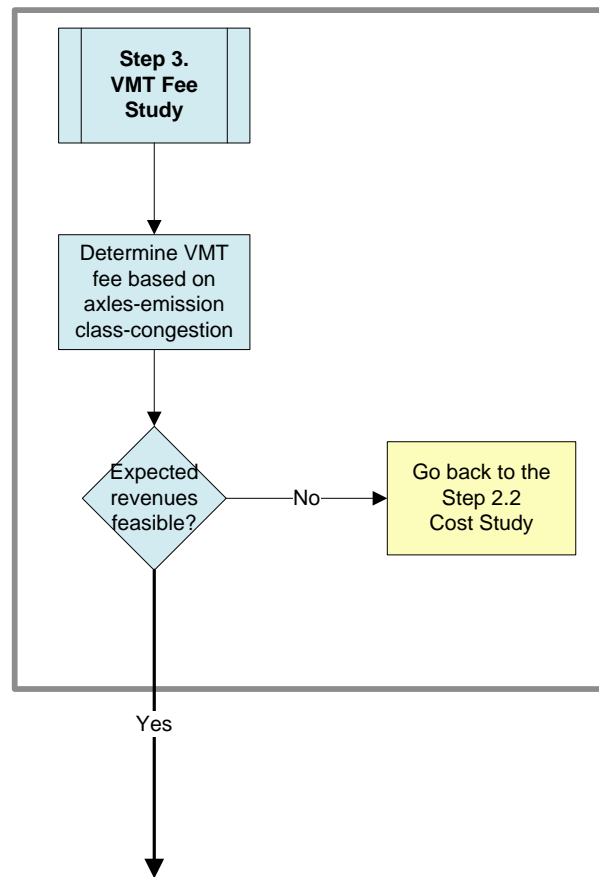 Step 3.
VMT Fee
Study
Determine VMT
fee based on
axles-emission
class-congestion
Expected
revenues
feasible?
No
Go back to the
Step 2.2
Cost Study
Yes